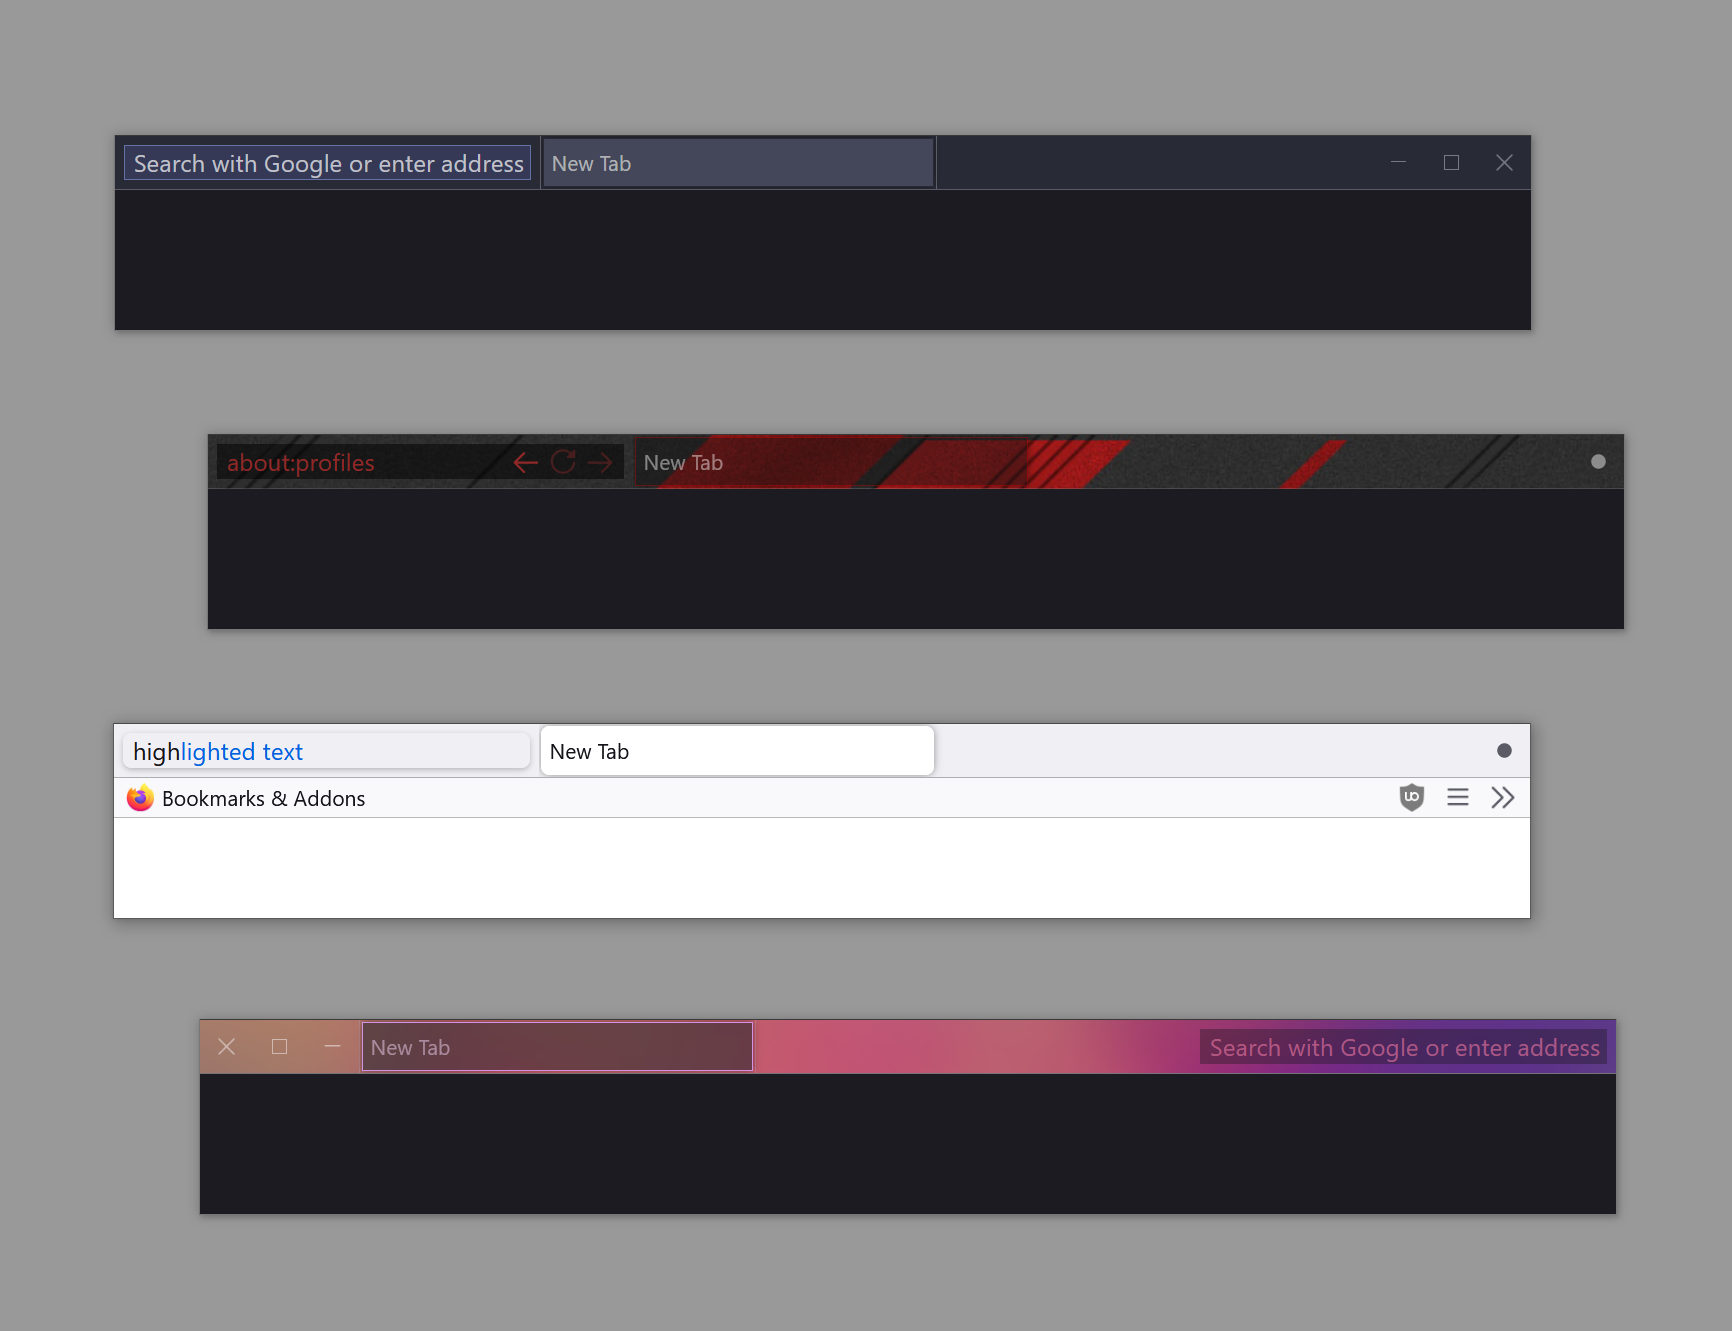 Search with Google or enter address New Tab
about:profiles New Tab
highlighted text New Tab
Bookmarks & Addons
New Tab Search with Google or enter address